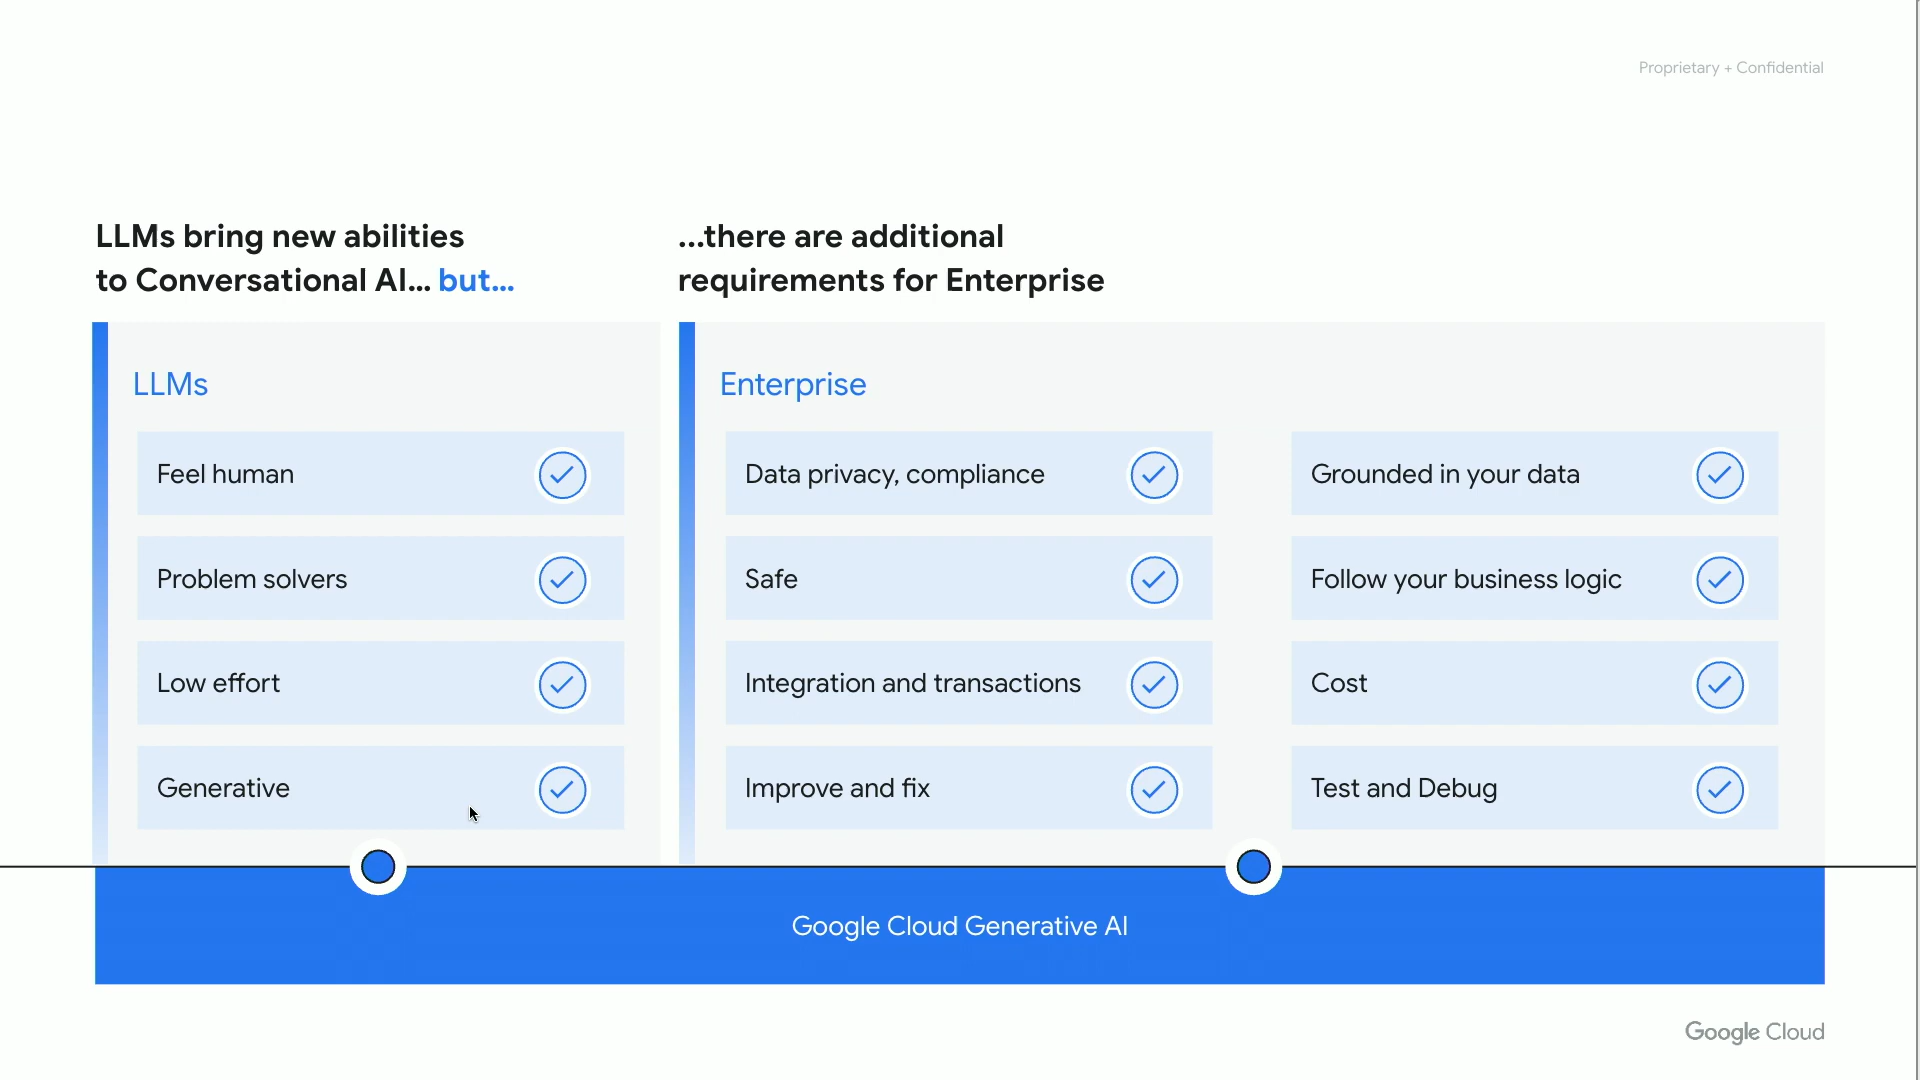 Proprietary + Confidential
LLMs bring new abilities
to Conversational AI... but...
...there are additional
requirements for Enterprise
LLMs
Feel human
Problem solvers
Low effort
Generative
Enterprise
Data privacy, compliance
Safe
Integration and transactions
Improve and fix
Grounded in your data
Follow your business logic
Cost
Test and Debug
Google Cloud Generative AI
Google Cloud